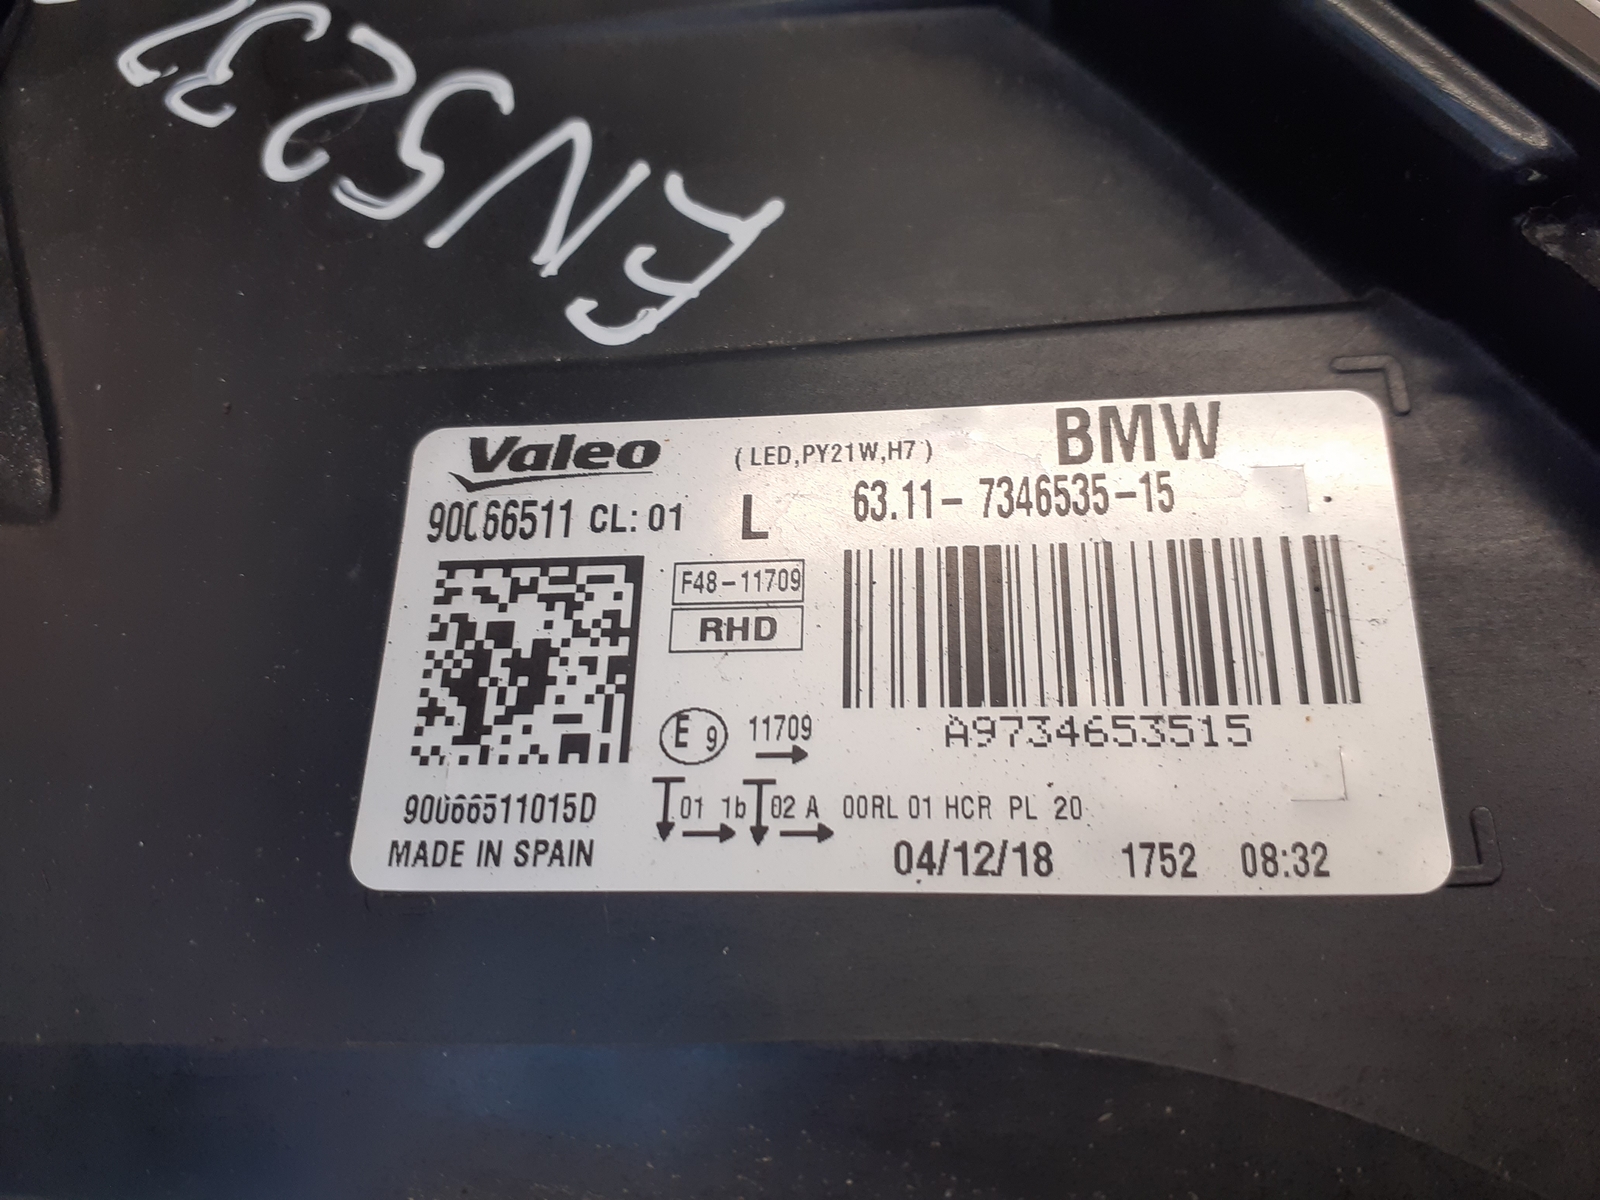 Valeo (LED,PY21W,H7) BMW
90066511 CL: 01 L 63.11- 7346535-15
F48-11709
RHD
E 9 11709
A9734653515
01 1b 02 A 00RL 01 HCR PL 20
90066511015D
MADE IN SPAIN 04/12/18 1752 08:32